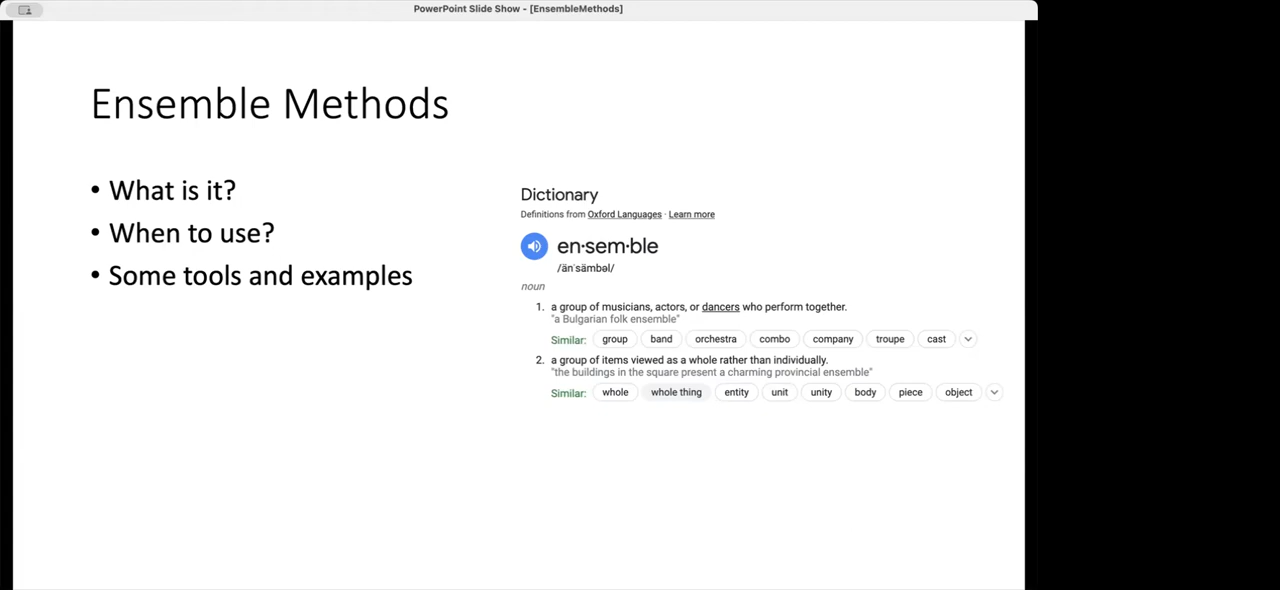 PowerPoint Slide Show - [EnsembleMethods]
Ensemble Methods
• What is it?
• When to use?
• Some tools and examples
Dictionary
Definitions from Oxford Languages · Learn more
en·sem·ble
/änˈsämbəl/
noun
1. a group of musicians, actors, or dancers who perform together.
"a Bulgarian folk ensemble"
Similar: group band orchestra combo company troupe cast
2. a group of items viewed as a whole rather than individually.
"the buildings in the square present a charming provincial ensemble"
Similar: whole whole thing entity unit unity body piece object